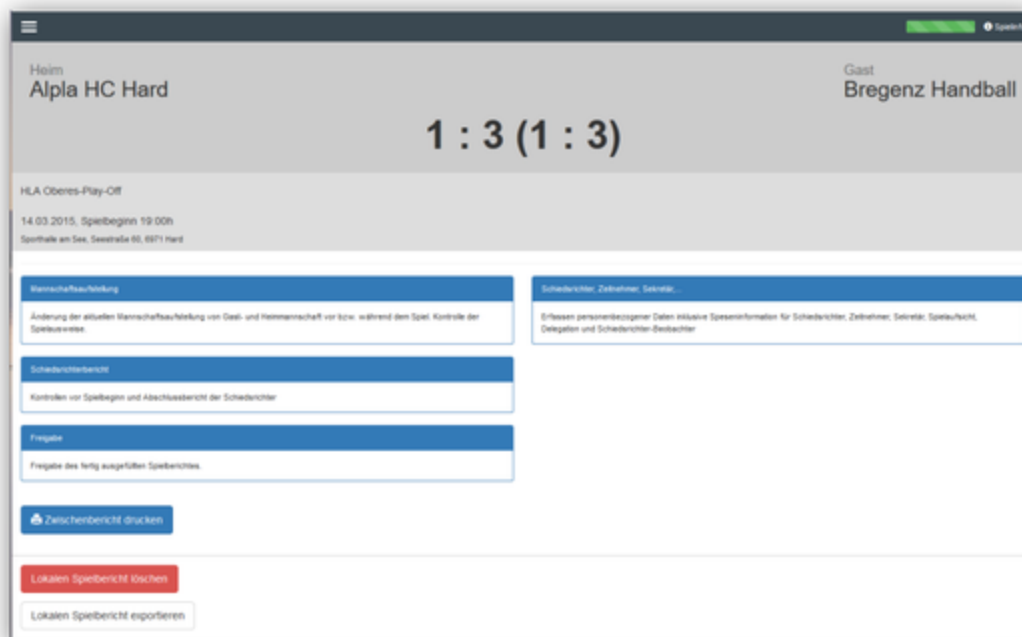 Heim
Gast
Alpla HC Hard
Bregenz Handball
1 : 3 (1 : 3)
HLA Oberes-Play-Off
14.03.2015, Spielbeginn 19:00h
Sporthalle am See, Seestraße 60, 6971 Hard
Mannschaftsaufstellung
Änderung der aktuellen Mannschaftsaufstellung von Gast- und Heimmannschaft vor bzw. während dem Spiel. Kontrolle der
Spielausweise.
Schiedsrichter, Zeitnehmer, Sekretär,...
Erfassen personenbezogener Daten inklusive Speseninformation für Schiedsrichter, Zeitnehmer, Sekretär, Spielaufsicht,
Delegation und Schiedsrichter-Beobachter
Schiedsrichterbericht
Kontrollen vor Spielbeginn und Abschlussbericht der Schiedsrichter
Freigabe
Freigabe des fertig ausgefüllten Spielberichtes.
Zwischenbericht drucken
Lokalen Spielbericht löschen
Lokalen Spielbericht exportieren